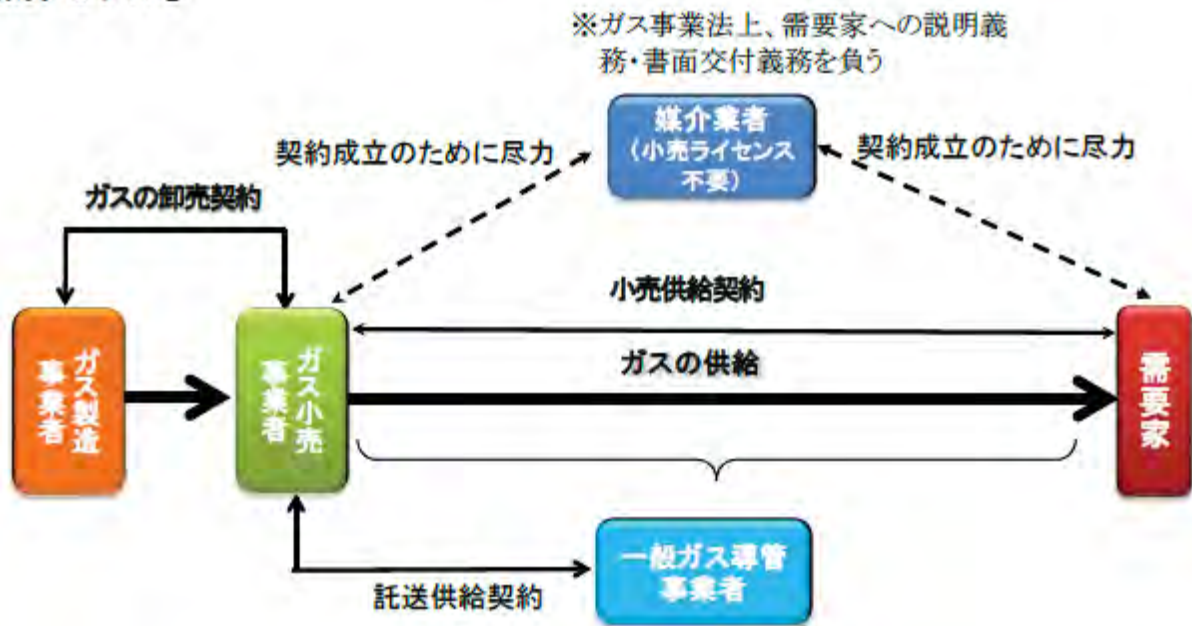 ※ガス事業法上、需要家への説明義
務・書面交付義務を負う
媒介業者
(小売ライセンス
不要)
契約成立のために尽力
契約成立のために尽力
ガスの卸売契約
小売供給契約
ガス製造
事業者
ガス小売
事業者
ガスの供給
需要家
一般ガス導管
事業者
託送供給契約